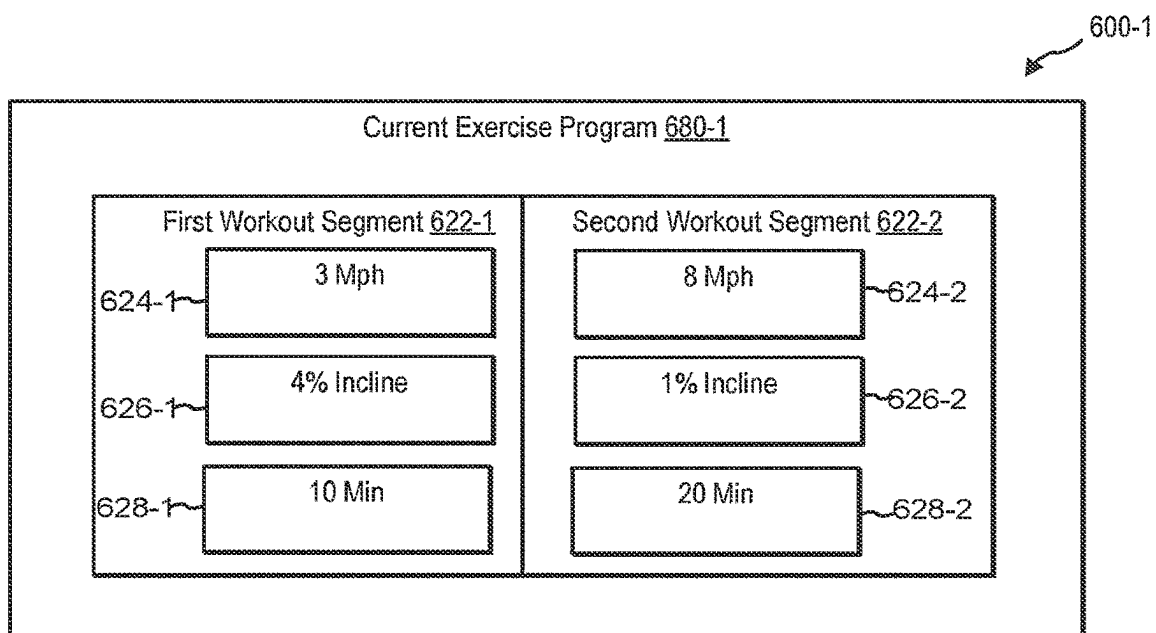 600-1
Current Exercise Program 680-1
First Workout Segment 622-1
Second Workout Segment 622-2
624-1
3 Mph
8 Mph
624-2
626-1
4% Incline
1% Incline
626-2
628-1
10 Min
20 Min
628-2